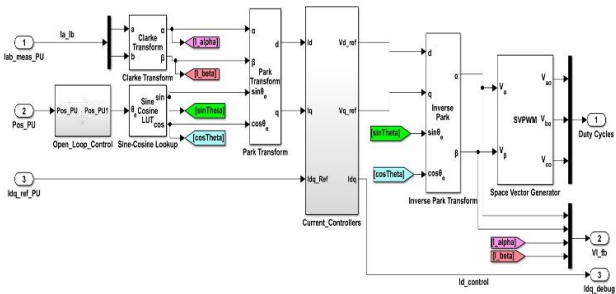 1
Iab_meas_PU
Ia_Ib
a
b
Clarke
Transform
α
β
Clarke Transform
[I_alpha]
[I_beta]
2
Pos_PU
Pos_PU
Pos_PU1
Open_Loop_Control
θe
Sine
Cosine
LUT
sin
cos
Sine-Cosine Lookup
[sinTheta]
[cosTheta]
α
β
sinθe
cosθe
Park
Transform
d
q
Park Transform
3
Idq_ref_PU
Id
Iq
Idq_Ref
Vd_ref
Vq_ref
Idq
Current_Controllers
[sinTheta]
[cosTheta]
d
q
sinθe
cosθe
Inverse
Park
α
β
Inverse Park Transform
Vα
Vβ
SVPWM
Vao
Vbo
Vco
Space Vector Generator
1
Duty Cycles
[I_alpha]
[I_beta]
2
VI_fb
Id_control
3
Idq_debug